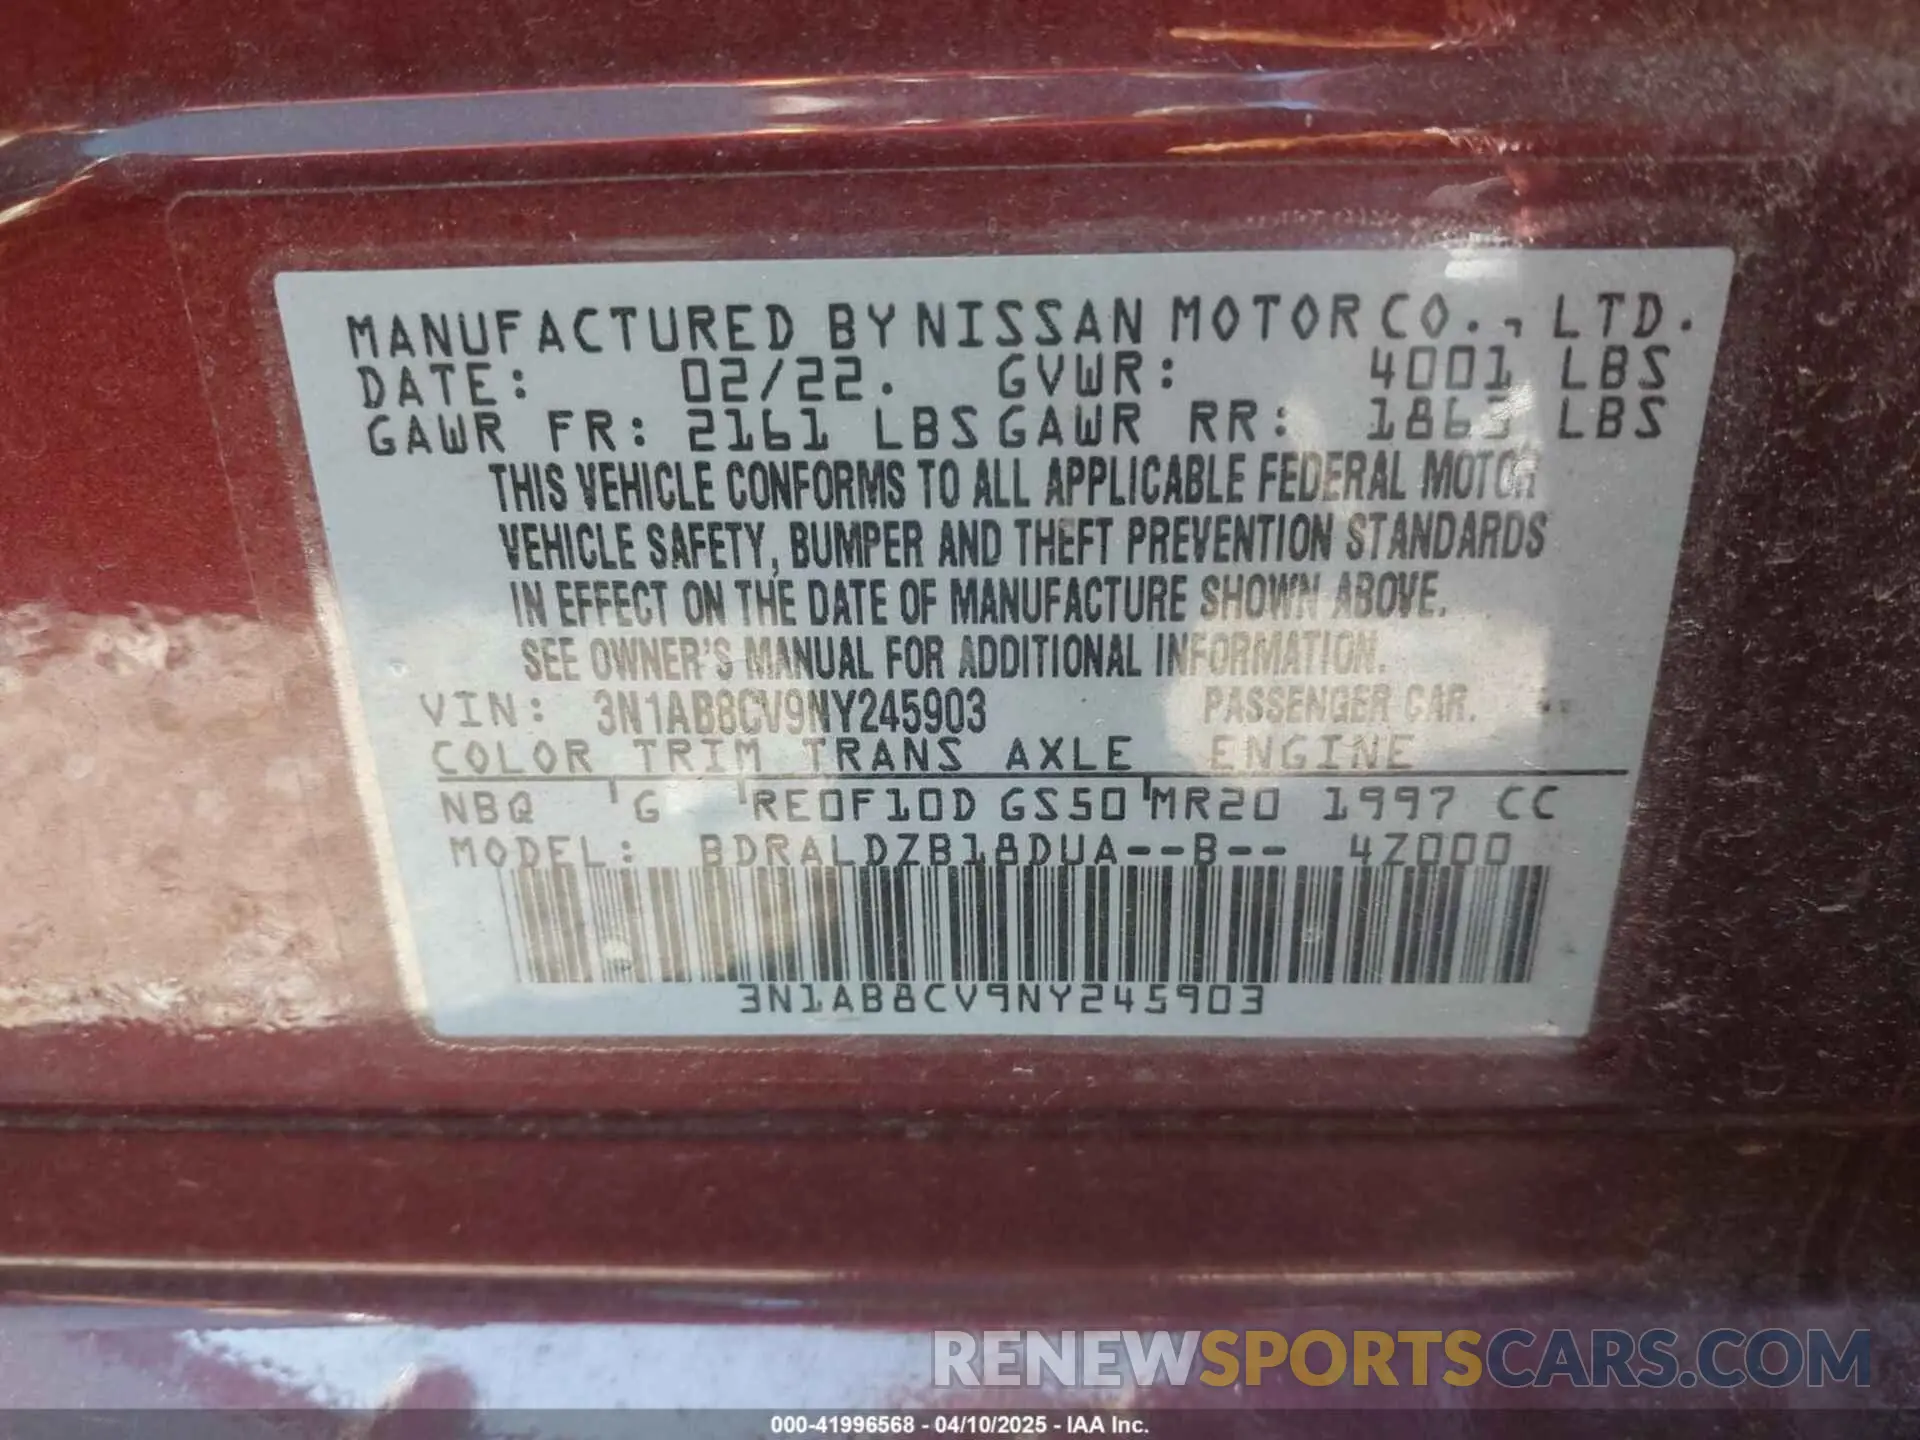 MANUFACTURED BY NISSAN MOTOR CO., LTD.
DATE: 02/22. GVWR: 4001 LBS
GAWR FR: 2161 LBS GAWR RR: 1863 LBS
THIS VEHICLE CONFORMS TO ALL APPLICABLE FEDERAL MOTOR
VEHICLE SAFETY, BUMPER AND THEFT PREVENTION STANDARDS
IN EFFECT ON THE DATE OF MANUFACTURE SHOWN ABOVE.
SEE OWNER'S MANUAL FOR ADDITIONAL INFORMATION.
VIN: 3N1AB8CV9NY245903 PASSENGER CAR.
COLOR TRIM TRANS AXLE ENGINE
NBQ G RE0F10D GS50 MR20 1997 CC
MODEL: BDRALDZB18DUA--B-- 4Z000
3N1AB8CV9NY245903
RENEWSPORTSCARS.COM
000-41996568 - 04/10/2025 - IAA Inc.